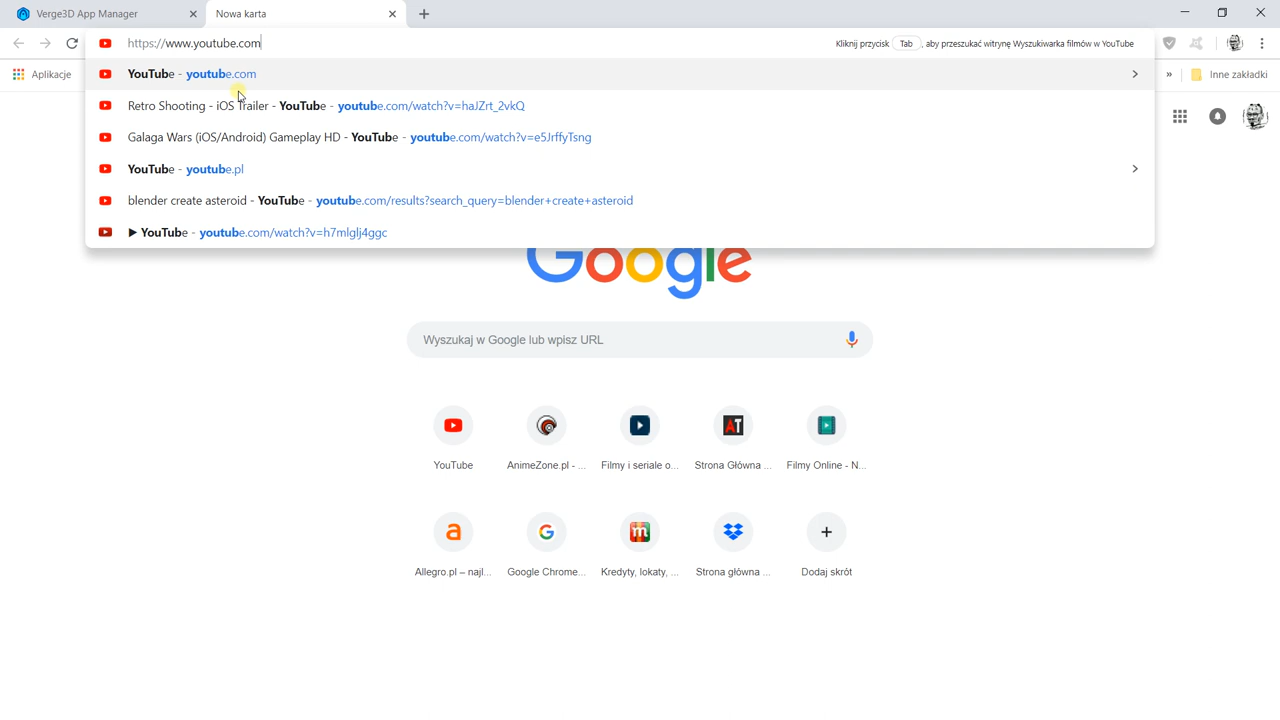 Verge3D App Manager
Nowa karta
https://www.youtube.com
Kliknij przycisk Tab , aby przeszukać witrynę Wyszukiwarka filmów w YouTube
Aplikacje
» Inne zakładki
YouTube - youtube.com
Retro Shooting - iOS Trailer - YouTube - youtube.com/watch?v=haJZrt_2vkQ
Galaga Wars (iOS/Android) Gameplay HD - YouTube - youtube.com/watch?v=e5JrffyTsng
YouTube - youtube.pl
blender create asteroid - YouTube - youtube.com/results?search_query=blender+create+asteroid
▶ YouTube - youtube.com/watch?v=h7mlglj4ggc
Google
Wyszukaj w Google lub wpisz URL
YouTube
AnimeZone.pl - ...
Filmy i seriale o...
Strona Główna ...
Filmy Online - N...
Allegro.pl – najl...
Google Chrome...
Kredyty, lokaty, ...
Strona główna ...
Dodaj skrót